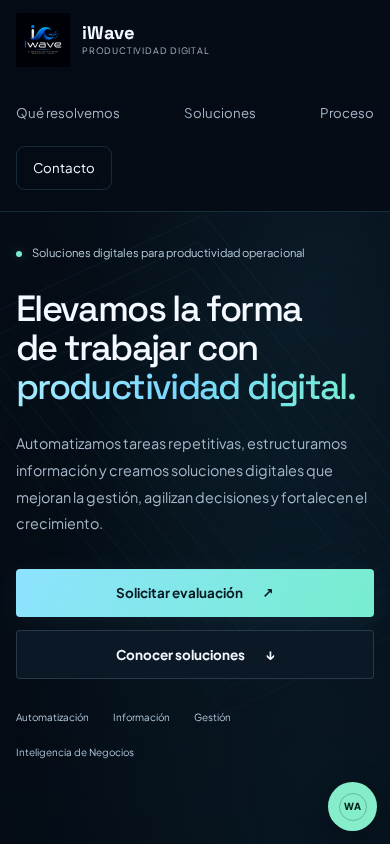 iwave
iWave
PRODUCTIVIDAD DIGITAL
Qué resolvemos
Soluciones
Proceso
Contacto
Soluciones digitales para productividad operacional
Elevamos la forma
de trabajar con
productividad digital.
Automatizamos tareas repetitivas, estructuramos
información y creamos soluciones digitales que
mejoran la gestión, agilizan decisiones y fortalecen el
crecimiento.
Solicitar evaluación ↗
Conocer soluciones ↓
Automatización
Información
Gestión
Inteligencia de Negocios
WA